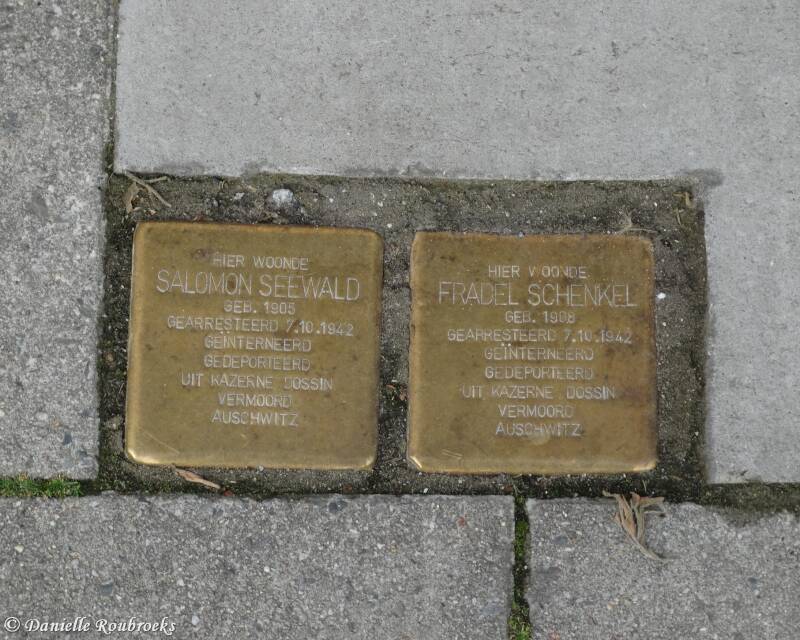 HIER WOONDE
SALOMON SEEWALD
GEB. 1905
GEARRESTEERD 7.10.1942
GEÏNTERNEERD
GEDEPORTEERD
UIT KAZERNE DOSSIN
VERMOORD
AUSCHWITZ
HIER WOONDE
FRADEL SCHENKEL
GEB. 1908
GEARRESTEERD 7.10.1942
GEÏNTERNEERD
GEDEPORTEERD
UIT KAZERNE DOSSIN
VERMOORD
AUSCHWITZ
© Danielle Roubroeks